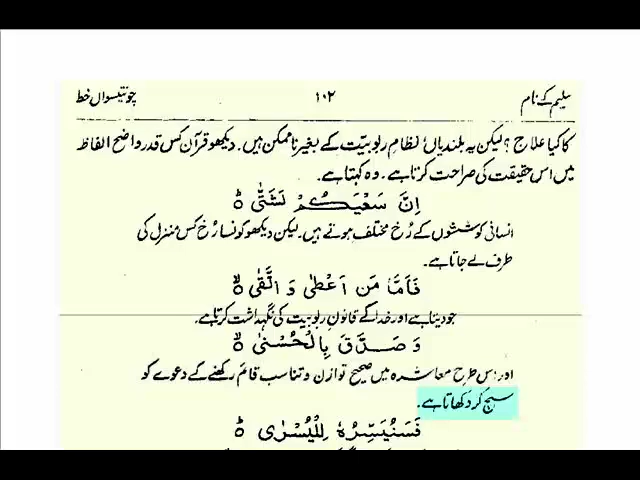 سلیم کے نام ۱۰۲ چونتیسواں خط
کا کیا علاج؟ لیکن یہ بلندیاں نظامِ ربوبیّت کے بغیر ناممکن ہیں۔ دیکھو قرآن کس قدر واضح الفاظ
میں اس حقیقت کی صراحت کرتا ہے۔ وہ کہتا ہے۔
اِنَّ سَعْیَکُمْ لَشَتّٰی ؕ
انسانی کوششوں کے رُخ مختلف ہوتے ہیں۔ لیکن دیکھو کونسا رُخ کس منزل کی
طرف لے جاتا ہے۔
فَاَمَّا مَنْ اَعْطٰی وَ اتَّقٰی ۙ
جو دیتا ہے اور خدا کے قانونِ ربوبیّت کی نگہداشت کرتا ہے۔
وَ صَدَّقَ بِالْحُسْنٰی ۙ
اور اس طرح معاشرہ میں صحیح توازن و تناسب قائم رکھنے کے دعوے کو
سچ کر دکھاتا ہے۔
فَسَنُیَسِّرُہٗ لِلْیُسْرٰی ؕ